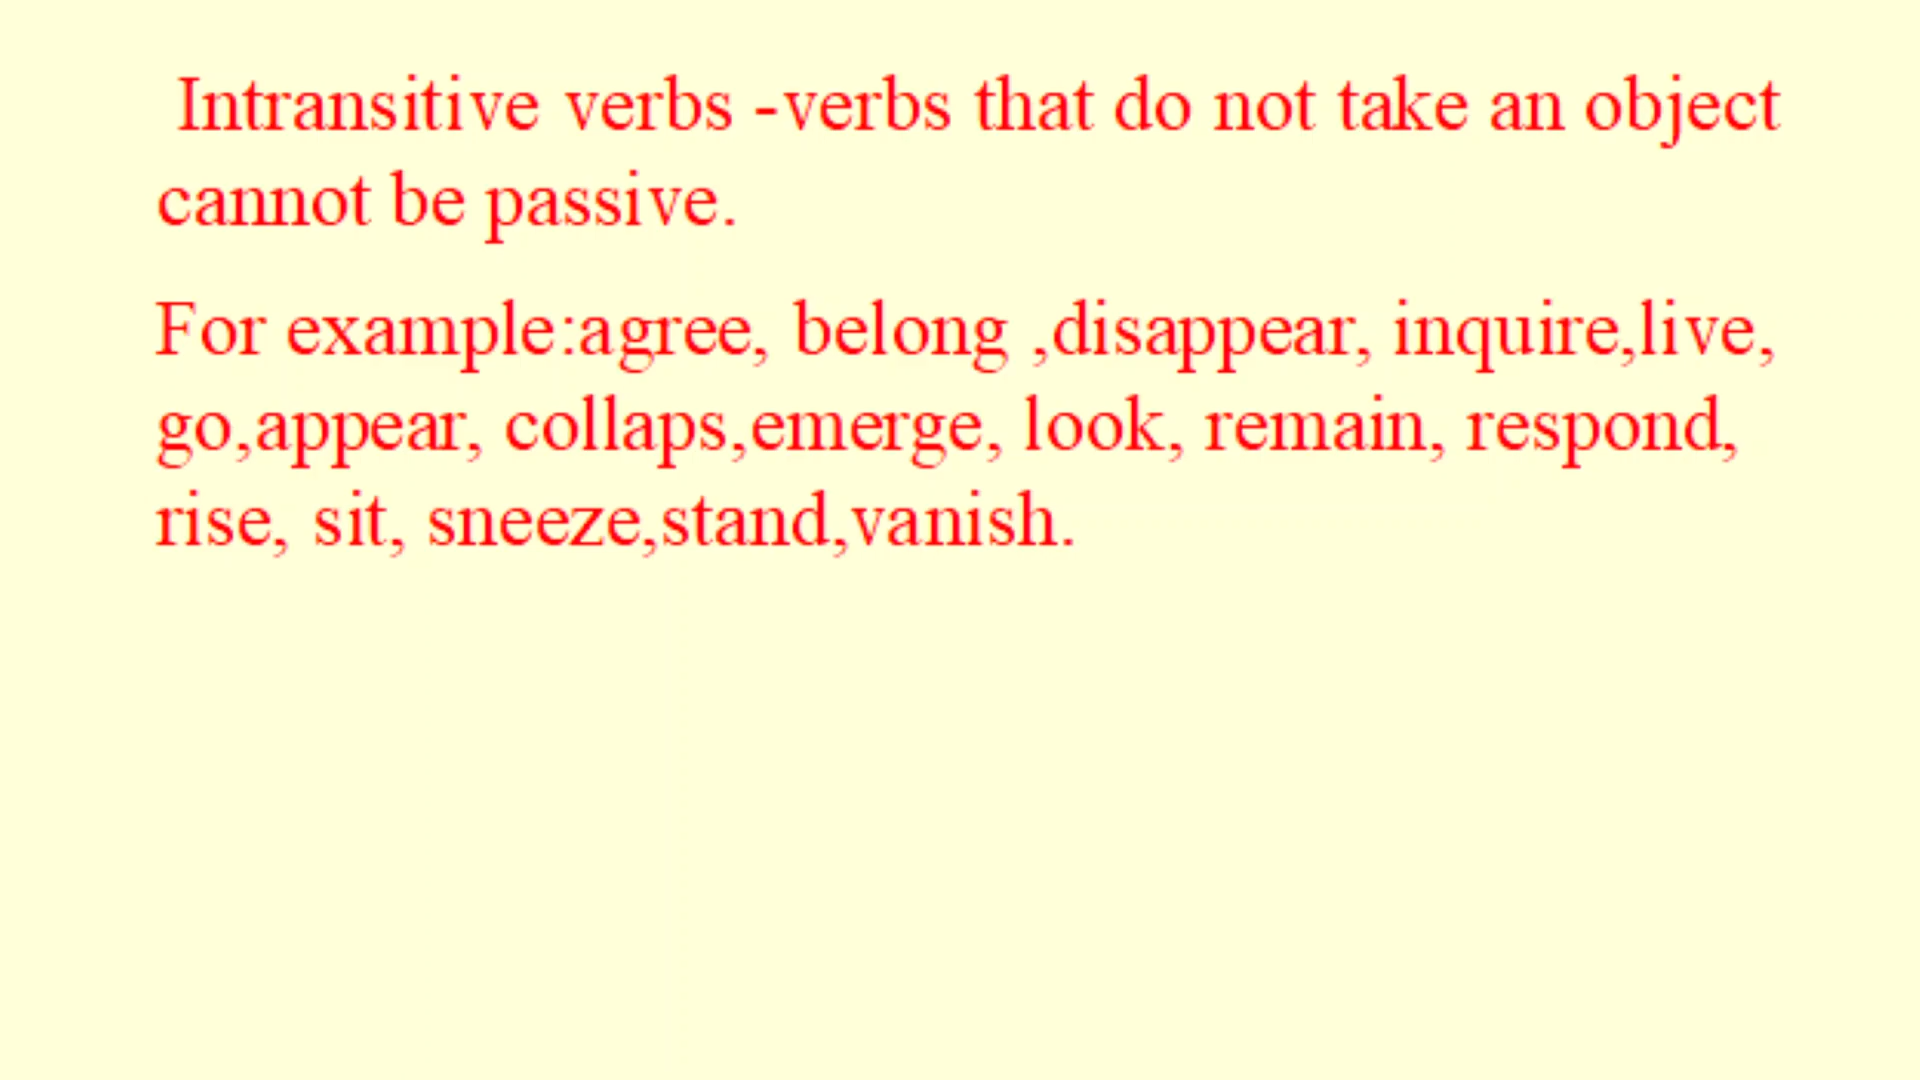 Intransitive verbs -verbs that do not take an object
cannot be passive.
For example:agree, belong ,disappear, inquire,live,
go,appear, collaps,emerge, look, remain, respond,
rise, sit, sneeze,stand,vanish.